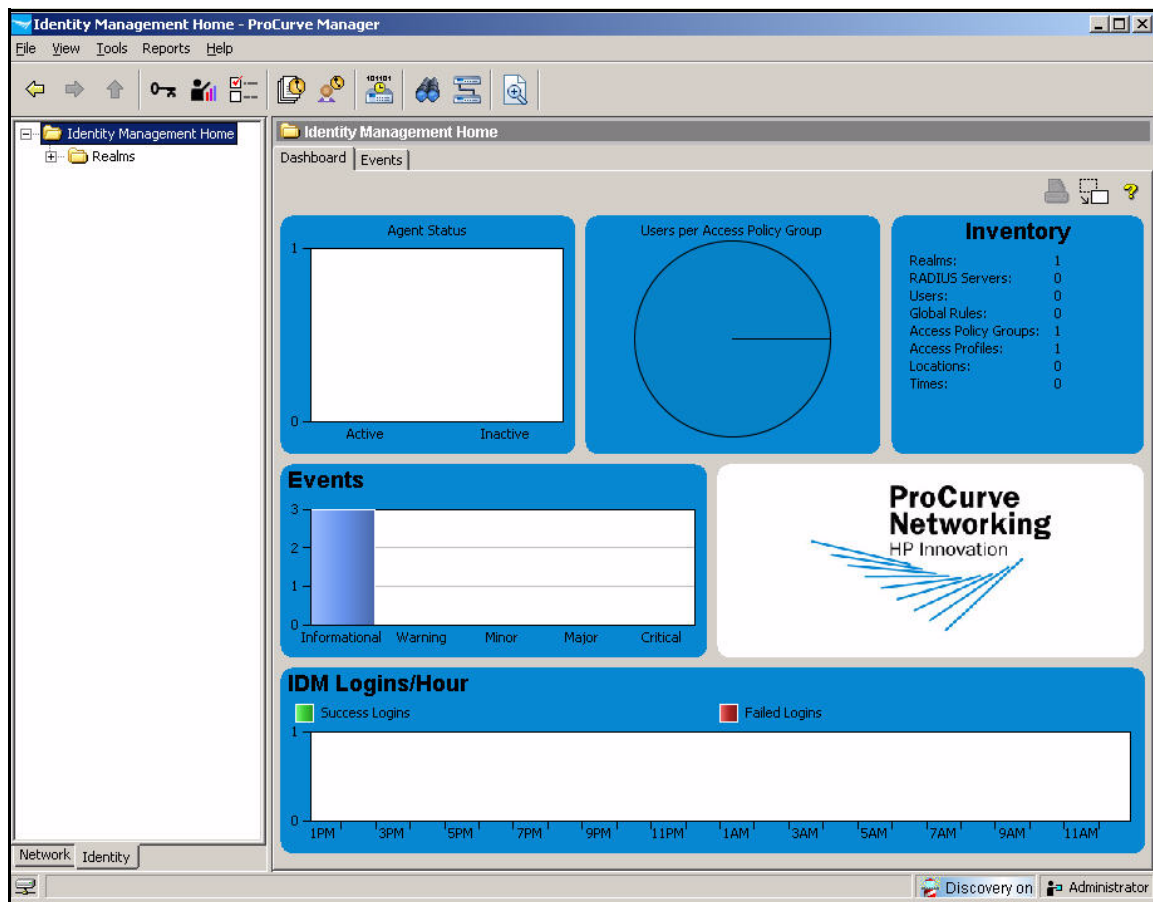 Identity Management Home - ProCurve Manager
File View Tools Reports Help
101101
Identity Management Home
Realms
Identity Management Home
Dashboard Events
?
Agent Status
1
0
Active Inactive
Users per Access Policy Group
Inventory
Realms: 1
RADIUS Servers: 0
Users: 0
Global Rules: 0
Access Policy Groups: 1
Access Profiles: 1
Locations: 0
Times: 0
Events
3
2
1
0
Informational Warning Minor Major Critical
ProCurve
Networking
HP Innovation
IDM Logins/Hour
Success Logins Failed Logins
1
0
1PM 3PM 5PM 7PM 9PM 11PM 1AM 3AM 5AM 7AM 9AM 11AM
Network Identity
Discovery on Administrator